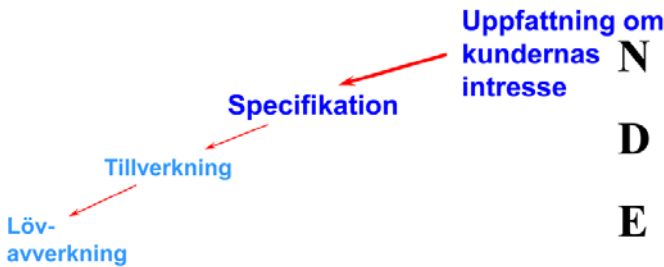 Uppfattning om
kundernas
intresse
N
Specifikation
D
Tillverkning
E
Löv-
avverkning